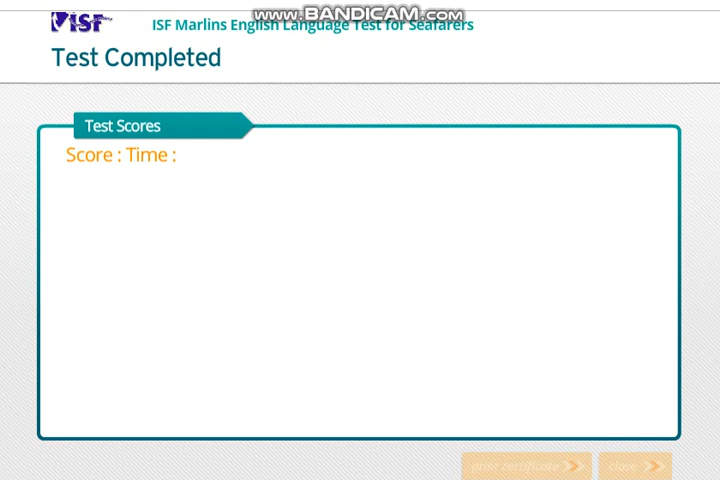 www.BANDICAM.com
ISF
ISF Marlins English Language Test for Seafarers
Test Completed
Test Scores
Score : Time :
print certificate
close